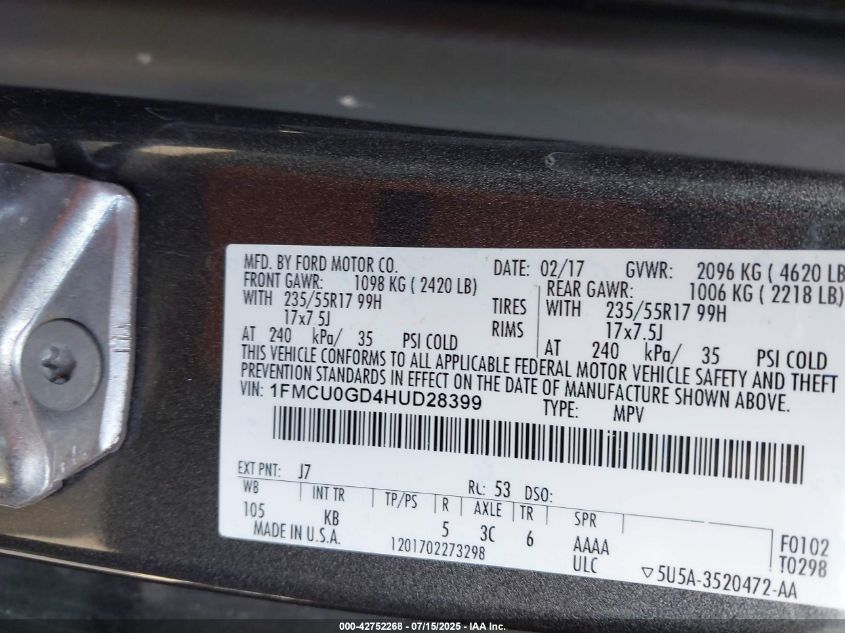 MFD. BY FORD MOTOR CO. DATE: 02/17 GVWR: 2096 KG ( 4620 LB
FRONT GAWR: 1098 KG ( 2420 LB) REAR GAWR: 1006 KG ( 2218 LB)
WITH 235/55R17 99H TIRES WITH 235/55R17 99H
17x7.5J RIMS 17x7.5J
AT 240 kPa/ 35 PSI COLD AT 240 kPa/ 35 PSI COLD
THIS VEHICLE CONFORMS TO ALL APPLICABLE FEDERAL MOTOR VEHICLE SAFETY AND THEFT
PREVENTION STANDARDS IN EFFECT ON THE DATE OF MANUFACTURE SHOWN ABOVE.
VIN: 1FMCU0GD4HUD28399 TYPE: MPV
EXT PNT: J7 RC: 53 DSO:
WB INT TR TP/PS R AXLE TR SPR
105 KB 5 3C 6 AAAA F0102
MADE IN U.S.A. 1201702273298 ULC T0298
▽5U5A-3520472-AA
000-42752268 - 07/15/2025 - IAA, Inc.